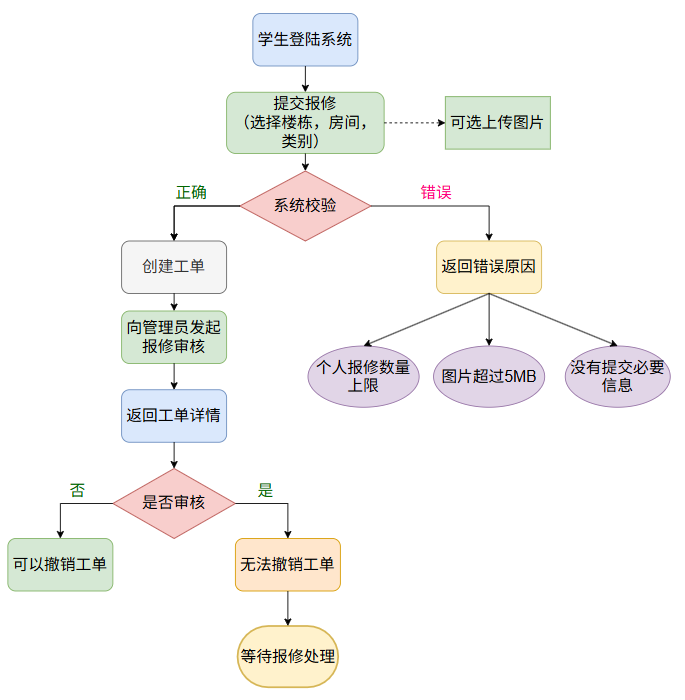 学生登陆系统
提交报修
（选择楼栋，房间，
类别）
可选上传图片
正确
系统校验
错误
创建工单
返回错误原因
向管理员发起
报修审核
个人报修数量
上限
图片超过5MB
没有提交必要
信息
返回工单详情
否
是否审核
是
可以撤销工单
无法撤销工单
等待报修处理